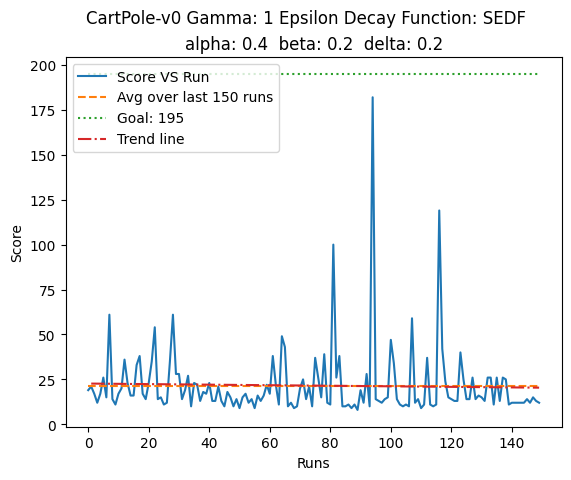 CartPole-v0 Gamma: 1 Epsilon Decay Function: SEDF
alpha: 0.4 beta: 0.2 delta: 0.2
Score VS Run
Avg over last 150 runs
Goal: 195
Trend line
200
175
150
125
100
75
50
25
0
Score
0 20 40 60 80 100 120 140
Runs